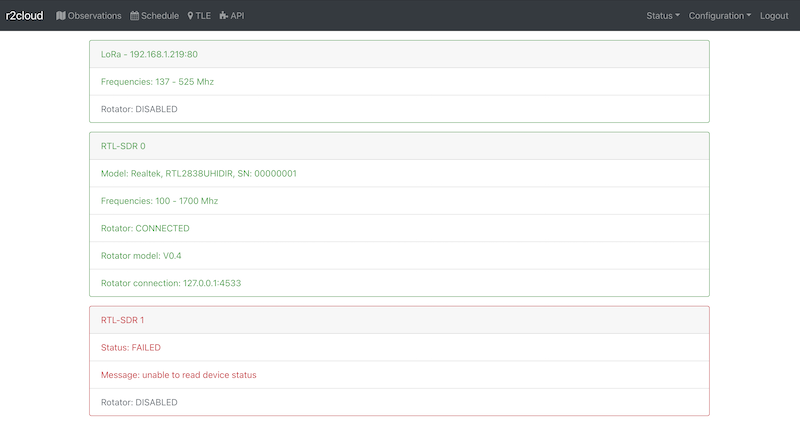 r2cloud Observations Schedule TLE API Status Configuration Logout
LoRa - 192.168.1.219:80
Frequencies: 137 - 525 Mhz
Rotator: DISABLED
RTL-SDR 0
Model: Realtek, RTL2838UHIDIR, SN: 00000001
Frequencies: 100 - 1700 Mhz
Rotator: CONNECTED
Rotator model: V0.4
Rotator connection: 127.0.0.1:4533
RTL-SDR 1
Status: FAILED
Message: unable to read device status
Rotator: DISABLED